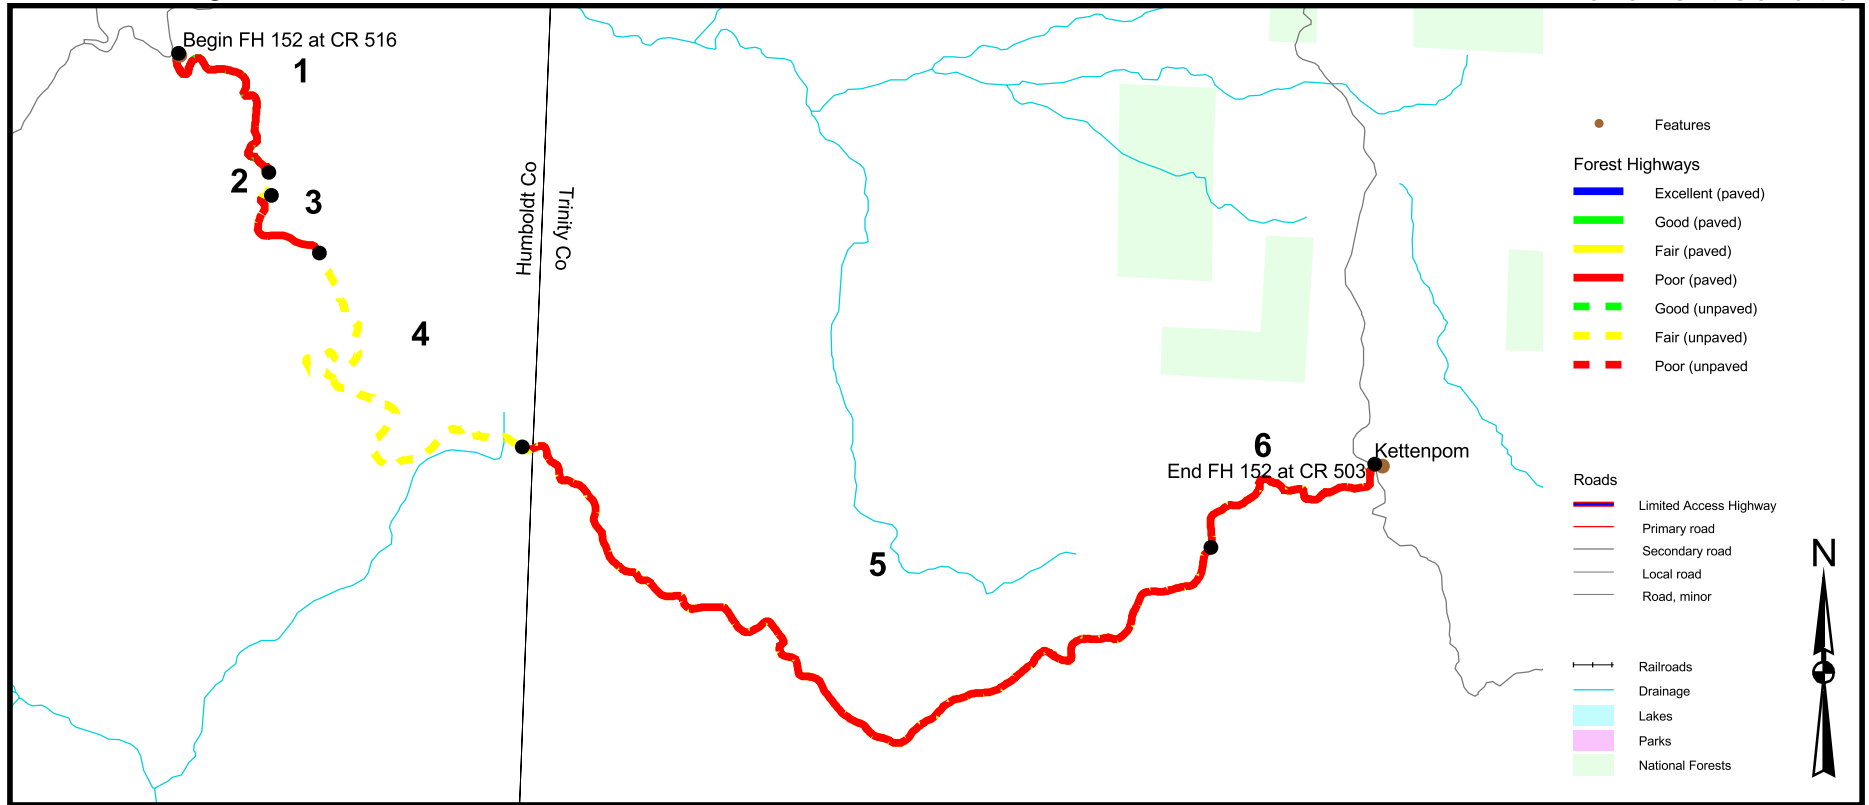 Begin FH 152 at CR 516
1
2
3
4
Humboldt Co
Trinity Co
5
6
Kettenpom
End FH 152 at CR 503
Features
Forest Highways
Excellent (paved)
Good (paved)
Fair (paved)
Poor (paved)
Good (unpaved)
Fair (unpaved)
Poor (unpaved
Roads
Limited Access Highway
Primary road
Secondary road
Local road
Road, minor
Railroads
Drainage
Lakes
Parks
National Forests
N